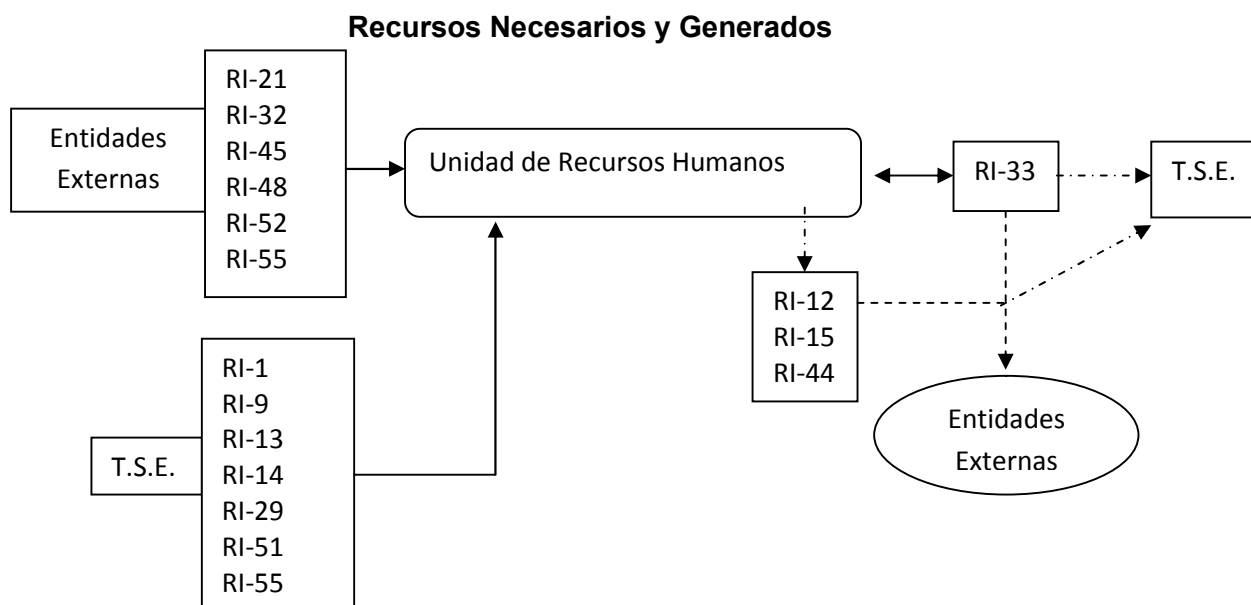 Recursos Necesarios y Generados
Entidades
Externas
RI-21
RI-32
RI-45
RI-48
RI-52
RI-55
Unidad de Recursos Humanos
RI-33
T.S.E.
RI-12
RI-15
RI-44
Entidades
Externas
T.S.E.
RI-1
RI-9
RI-13
RI-14
RI-29
RI-51
RI-55